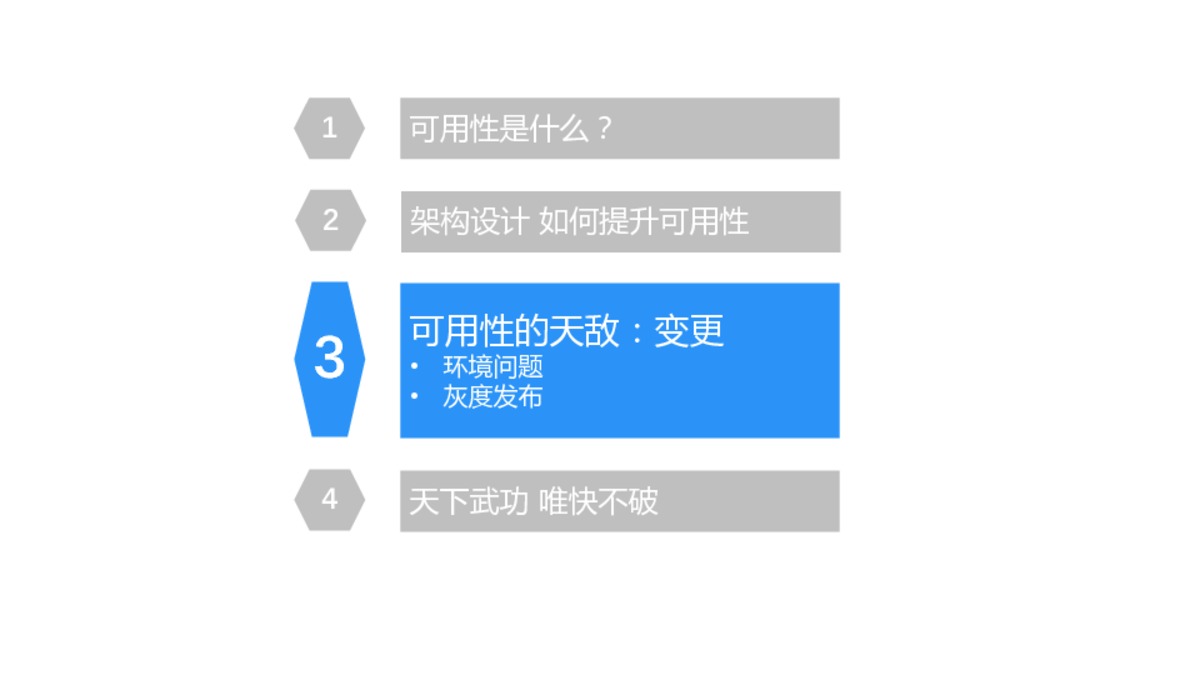 1
可用性是什么？
2
架构设计 如何提升可用性
3
可用性的天敌：变更
• 环境问题
• 灰度发布
4
天下武功 唯快不破